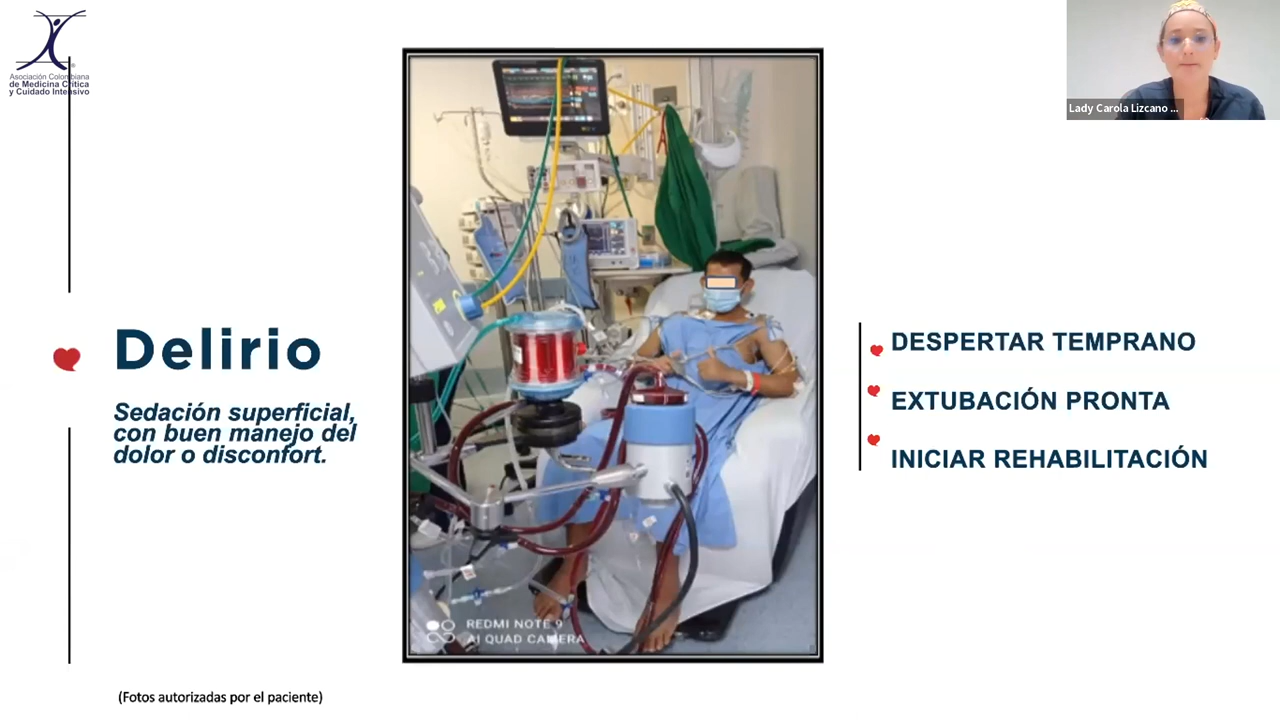 Asociación Colombiana
de Medicina Crítica
y Cuidado Intensivo
Lady Carola Lizcano ...
Delirio
Sedación superficial,
con buen manejo del
dolor o disconfort.
DESPERTAR TEMPRANO
EXTUBACIÓN PRONTA
INICIAR REHABILITACIÓN
REDMI NOTE 9
AI QUAD CAMERA
(Fotos autorizadas por el paciente)